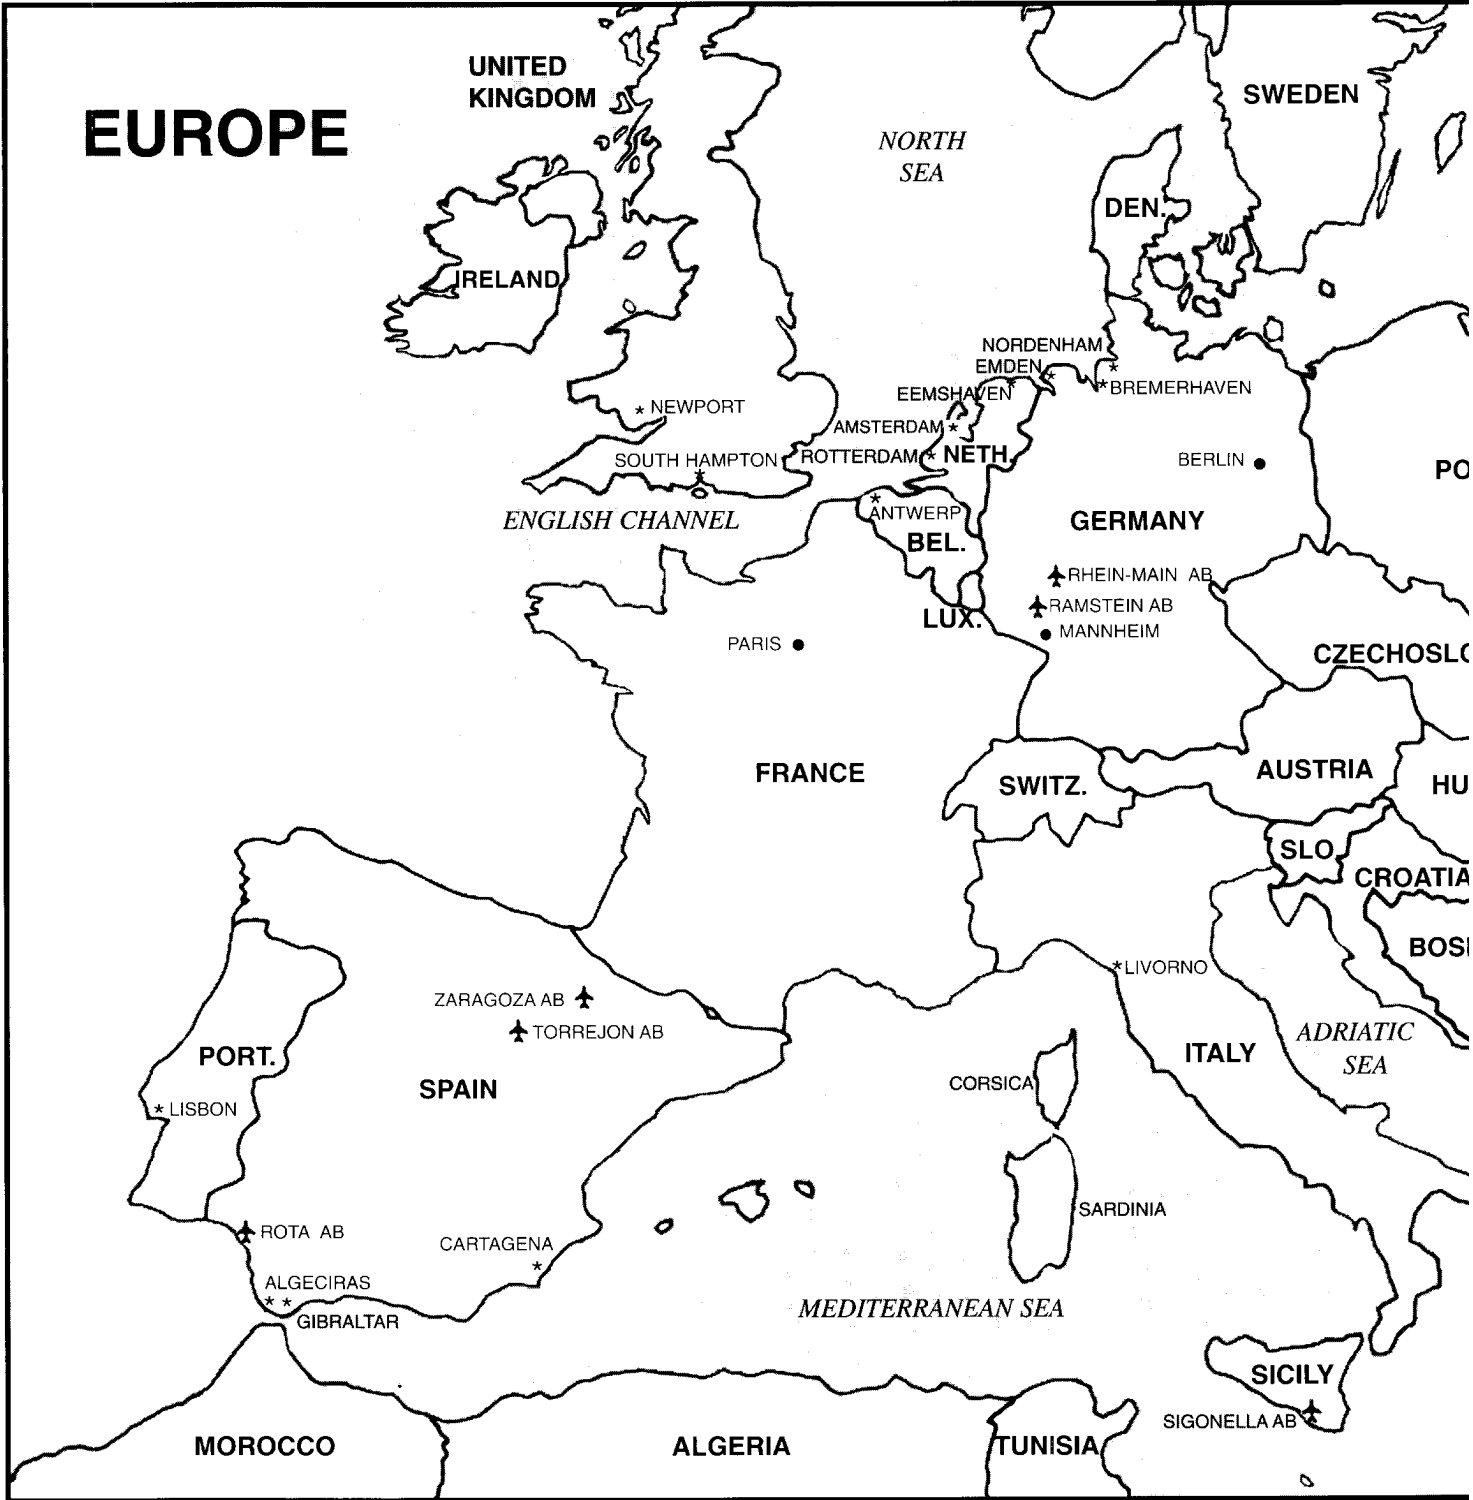 UNITED
KINGDOM
EUROPE
SWEDEN
NORTH
SEA
DEN.
IRELAND
NORDENHAM
EMDEN
EEMSHAVEN
BREMERHAVEN
* NEWPORT
AMSTERDAM
ROTTERDAM
NETH.
SOUTH HAMPTON
BERLIN
PO
ANTWERP
ENGLISH CHANNEL
GERMANY
BEL.
RHEIN-MAIN AB
RAMSTEIN AB
LUX.
MANNHEIM
PARIS
CZECHOSLO
FRANCE
SWITZ.
AUSTRIA
HU
SLO.
CROATIA
BOSI
LIVORNO
ZARAGOZA AB
TORREJON AB
ADRIATIC
SEA
PORT.
ITALY
CORSICA
SPAIN
LISBON
SARDINIA
ROTA AB
CARTAGENA
ALGECIRAS
GIBRALTAR
MEDITERRANEAN SEA
SICILY
SIGONELLA AB
MOROCCO
ALGERIA
TUNISIA